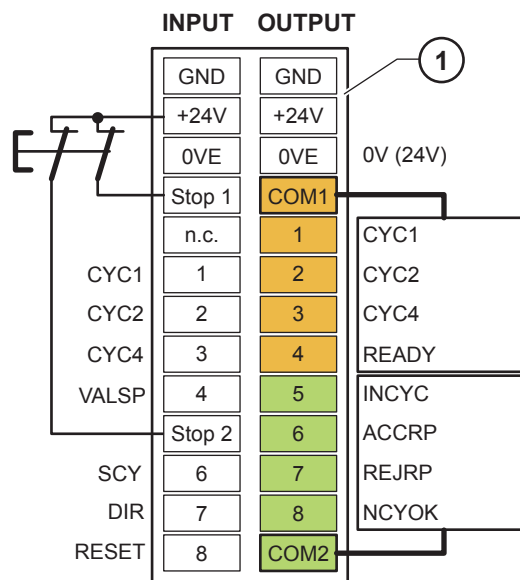 INPUT OUTPUT
1
GND GND
+24V +24V
0VE 0VE 0V (24V)
Stop 1 COM1
n.c. 1 CYC1
CYC1 1 2 CYC2
CYC2 2 3 CYC4
CYC4 3 4 READY
VALSP 4 5 INCYC
Stop 2 6 ACCRP
SCY 6 7 REJRP
DIR 7 8 NCYOK
RESET 8 COM2